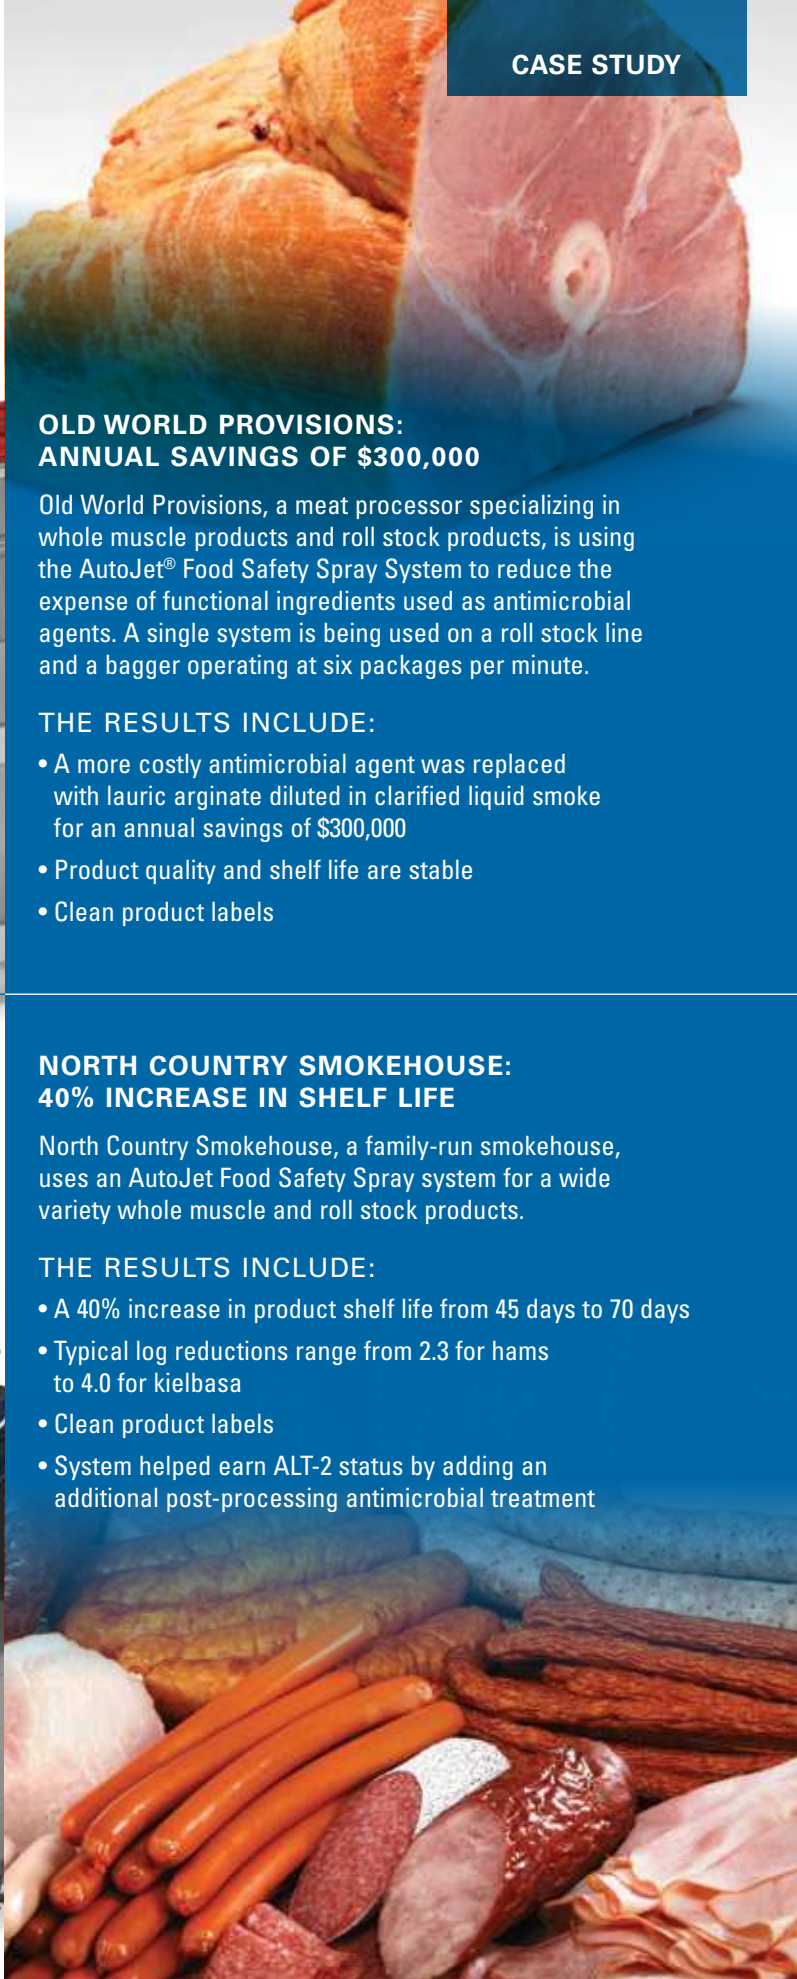 CASE STUDY
OLD WORLD PROVISIONS:
ANNUAL SAVINGS OF $300,000
Old World Provisions, a meat processor specializing in
whole muscle products and roll stock products, is using
the AutoJet® Food Safety Spray System to reduce the
expense of functional ingredients used as antimicrobial
agents. A single system is being used on a roll stock line
and a bagger operating at six packages per minute.
THE RESULTS INCLUDE:
• A more costly antimicrobial agent was replaced
with lauric arginate diluted in clarified liquid smoke
for an annual savings of $300,000
• Product quality and shelf life are stable
• Clean product labels
NORTH COUNTRY SMOKEHOUSE:
40% INCREASE IN SHELF LIFE
North Country Smokehouse, a family-run smokehouse,
uses an AutoJet Food Safety Spray system for a wide
variety whole muscle and roll stock products.
THE RESULTS INCLUDE:
• A 40% increase in product shelf life from 45 days to 70 days
• Typical log reductions range from 2.3 for hams
to 4.0 for kielbasa
• Clean product labels
• System helped earn ALT-2 status by adding an
additional post-processing antimicrobial treatment